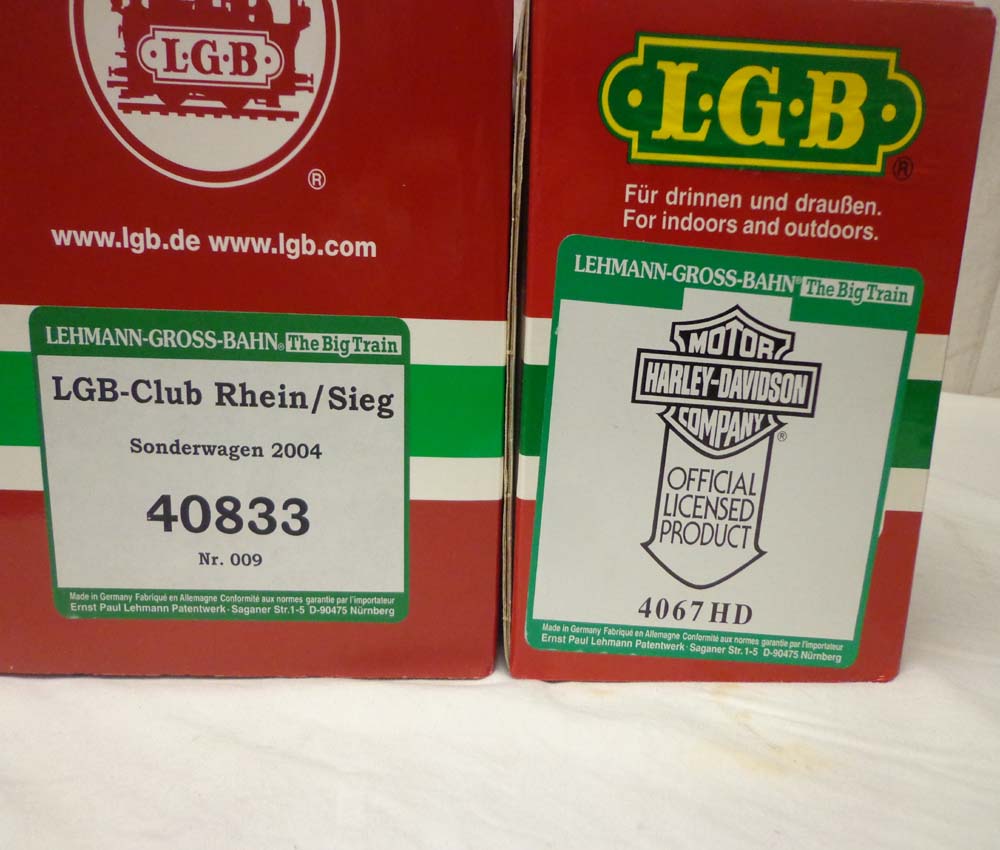 L·G·B
®
www.lgb.de www.lgb.com
LEHMANN-GROSS-BAHN® The Big Train
LGB-Club Rhein/Sieg
Sonderwagen 2004
40833
Nr. 009
Made in Germany Fabriqué en Allemagne Conformité aux normes garantie par l'importateur
Ernst Paul Lehmann Patentwerk · Saganer Str. 1-5 D-90475 Nürnberg
L·G·B
®
Für drinnen und draußen.
For indoors and outdoors.
LEHMANN-GROSS-BAHN® The Big Train
MOTOR
HARLEY-DAVIDSON
COMPANY
®
OFFICIAL
LICENSED
PRODUCT
4067 HD
Made in Germany Fabriqué en Allemagne Conformité aux normes garantie par l'importateur
Ernst Paul Lehmann Patentwerk · Saganer Str. 1-5 D-90475 Nürnberg